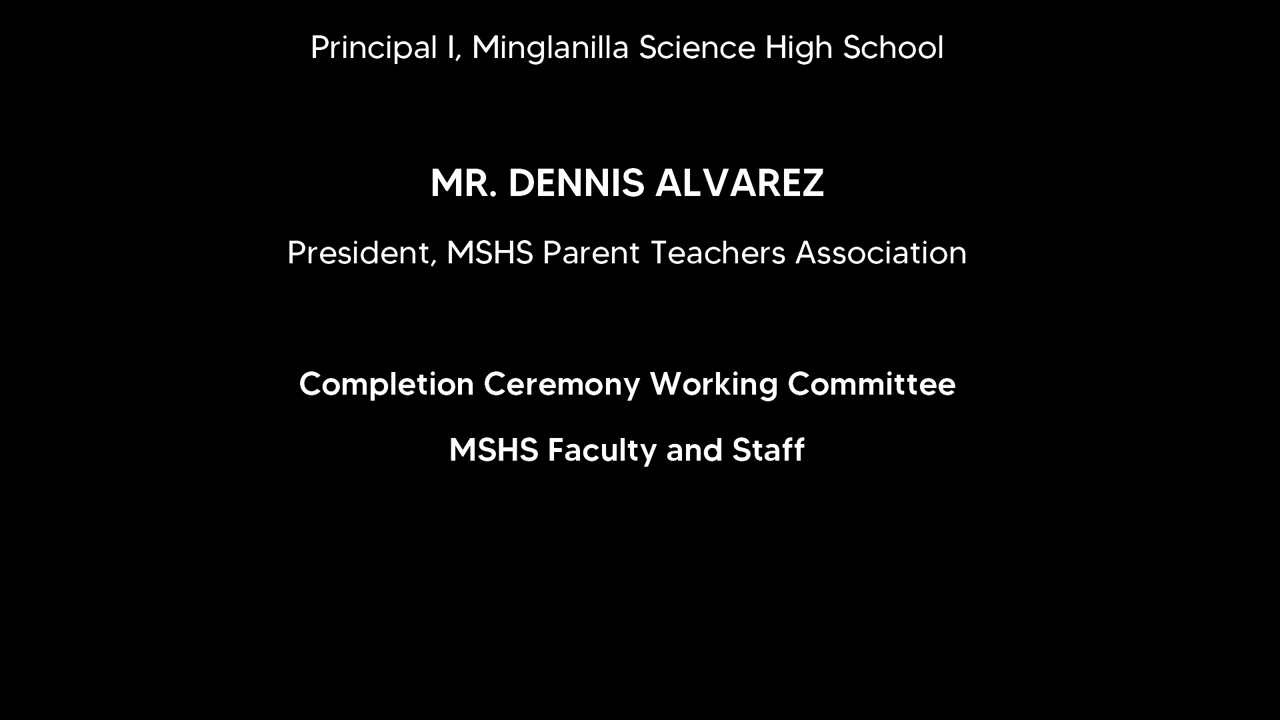 Principal I, Minglanilla Science High School
MR. DENNIS ALVAREZ
President, MSHS Parent Teachers Association
Completion Ceremony Working Committee
MSHS Faculty and Staff